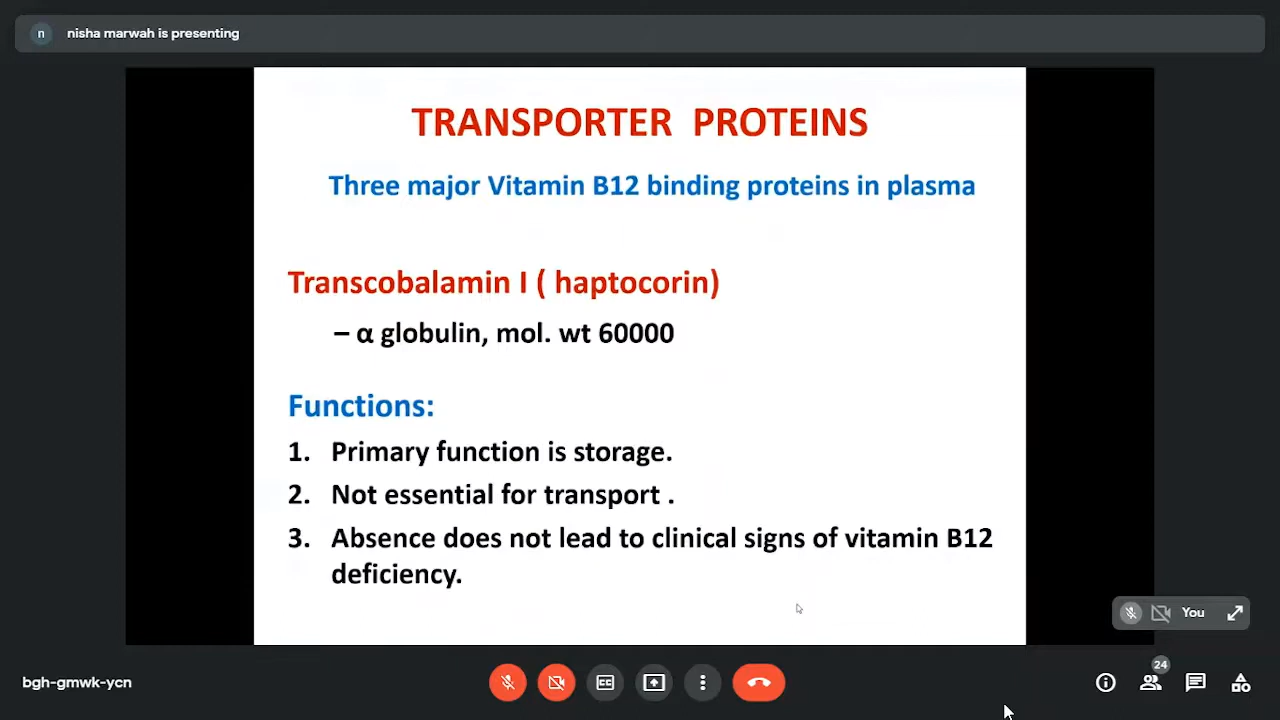 n nisha marwah is presenting
TRANSPORTER PROTEINS
Three major Vitamin B12 binding proteins in plasma
Transcobalamin I ( haptocorin)
– α globulin, mol. wt 60000
Functions:
1. Primary function is storage.
2. Not essential for transport .
3. Absence does not lead to clinical signs of vitamin B12
deficiency.
You
24
bgh-gmwk-ycn
CC